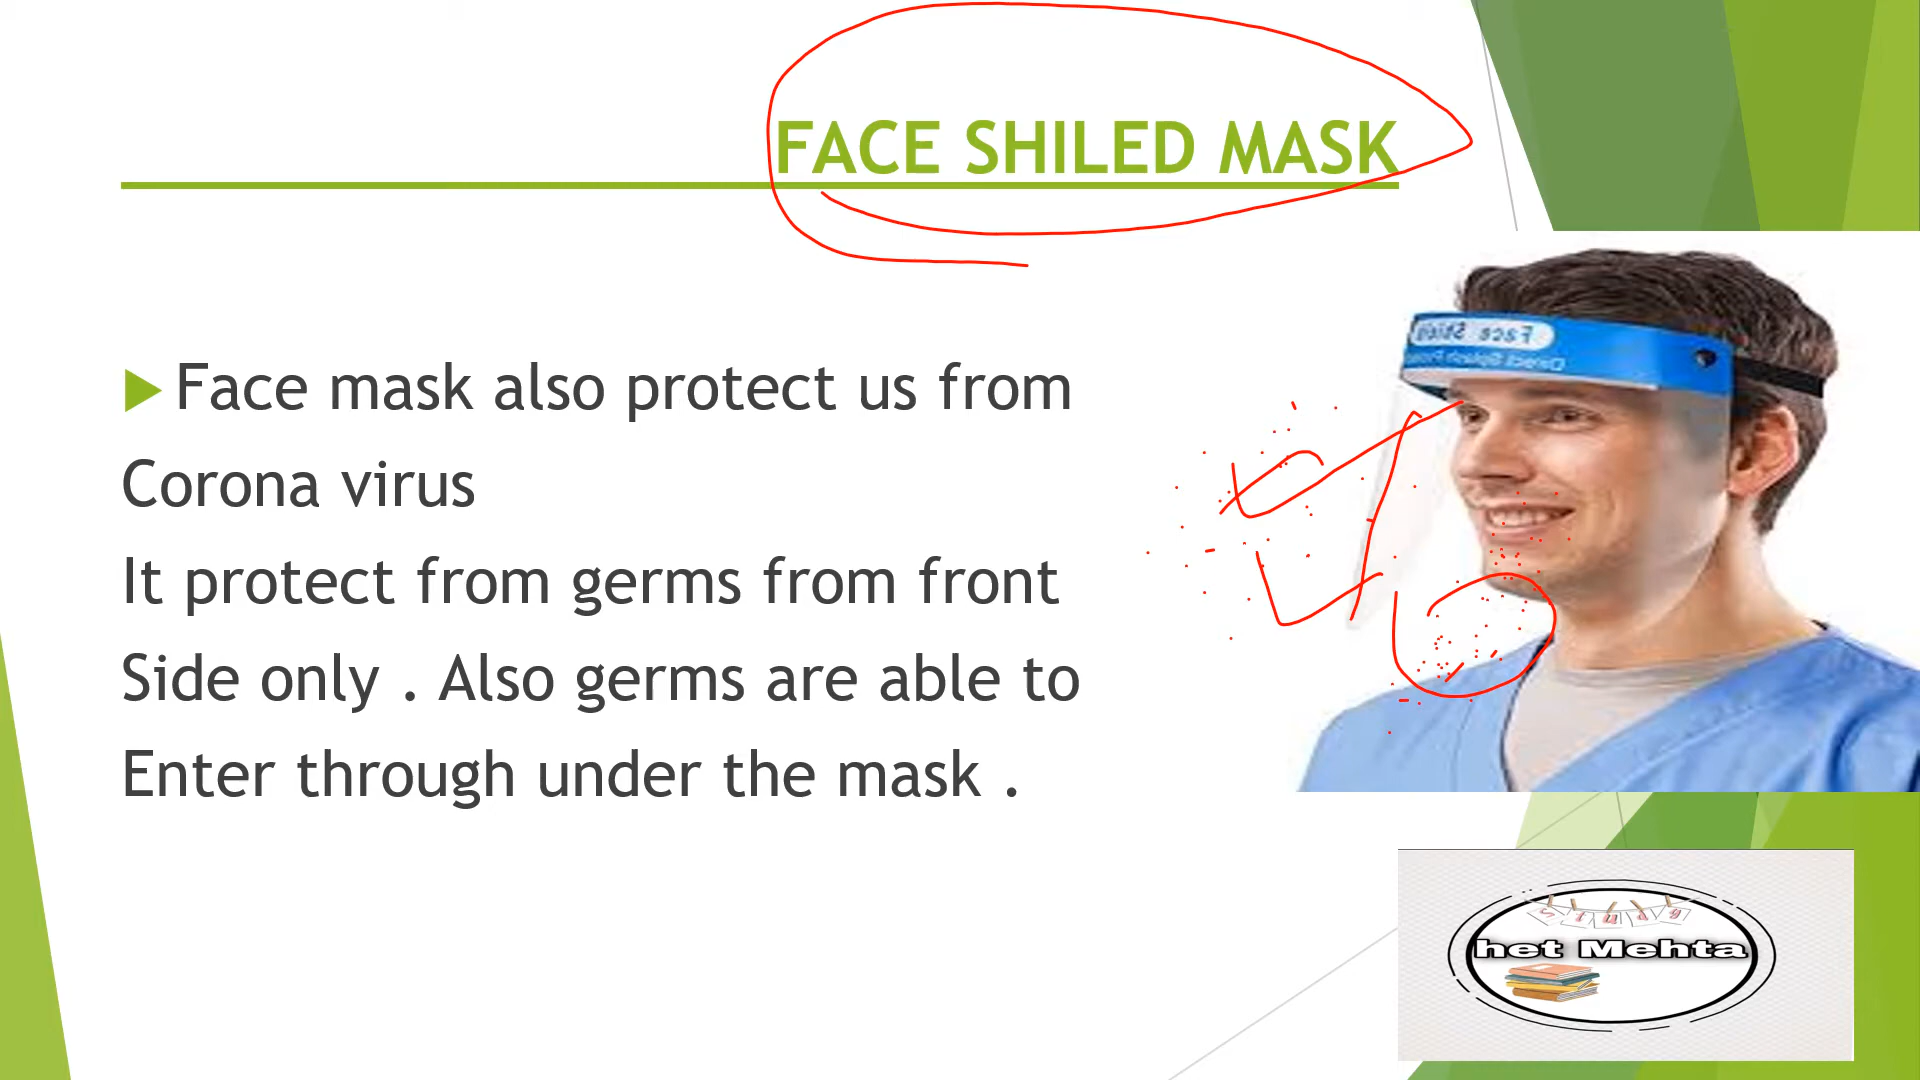 FACE SHILED MASK
Face mask also protect us from
Corona virus
It protect from germs from front
Side only . Also germs are able to
Enter through under the mask .
Face Shield
Study
het Mehta